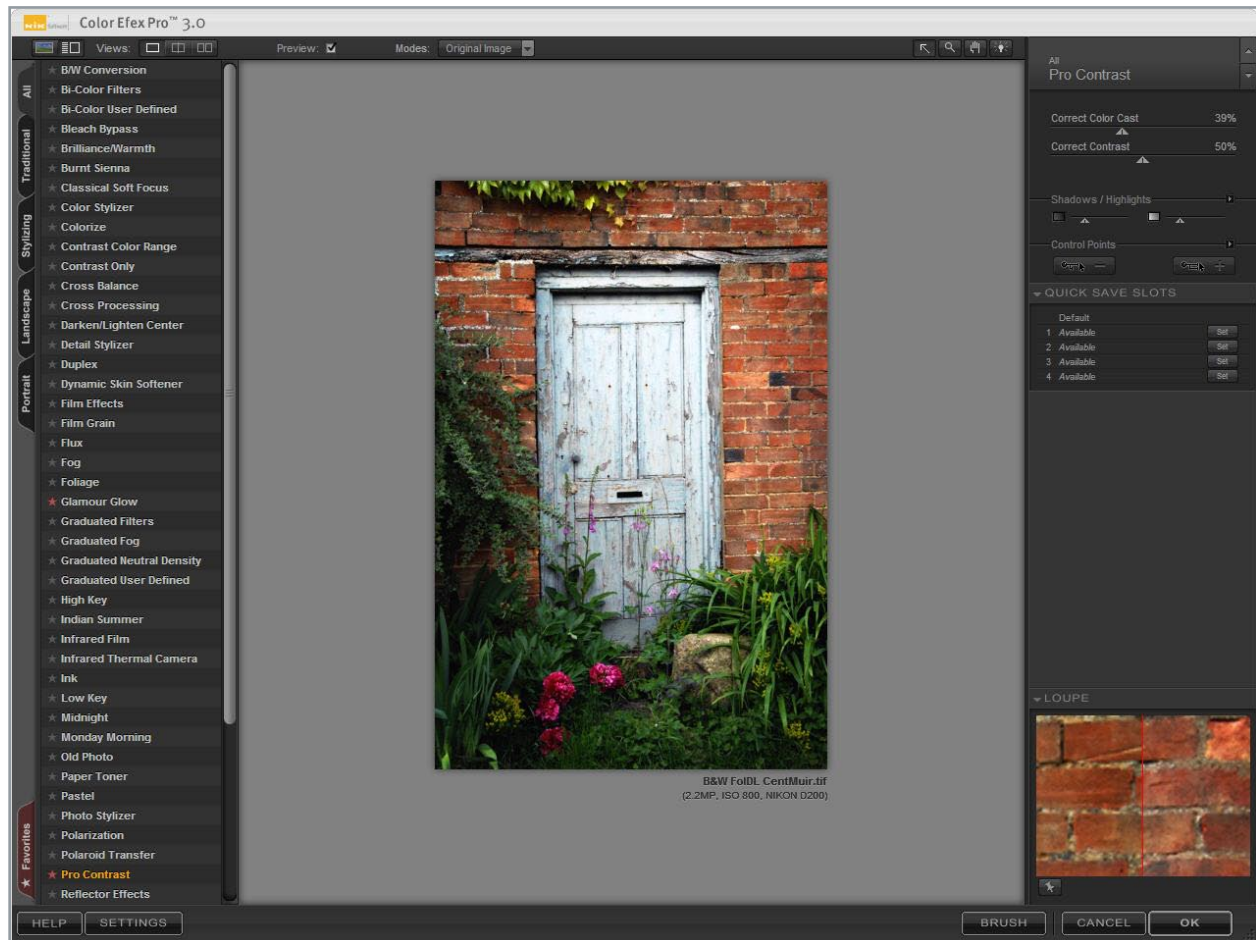 nik Software Color Efex Pro™ 3.0
Views:
Preview:
Modes: Original Image
All
Traditional
Stylizing
Landscape
Portrait
Favorites
B/W Conversion
Bi-Color Filters
Bi-Color User Defined
Bleach Bypass
Brilliance/Warmth
Burnt Sienna
Classical Soft Focus
Color Stylizer
Colorize
Contrast Color Range
Contrast Only
Cross Balance
Cross Processing
Darken/Lighten Center
Detail Stylizer
Duplex
Dynamic Skin Softener
Film Effects
Film Grain
Flux
Fog
Foliage
Glamour Glow
Graduated Filters
Graduated Fog
Graduated Neutral Density
Graduated User Defined
High Key
Indian Summer
Infrared Film
Infrared Thermal Camera
Ink
Low Key
Midnight
Monday Morning
Old Photo
Paper Toner
Pastel
Photo Stylizer
Polarization
Polaroid Transfer
Pro Contrast
Reflector Effects
B&W FolDL CentMuir.tif
(2.2MP, ISO 800, NIKON D200)
All
Pro Contrast
Correct Color Cast 39%
Correct Contrast 50%
Shadows / Highlights
Control Points
QUICK SAVE SLOTS
Default
1 Available Set
2 Available Set
3 Available Set
4 Available Set
LOUPE
HELP
SETTINGS
BRUSH
CANCEL
OK